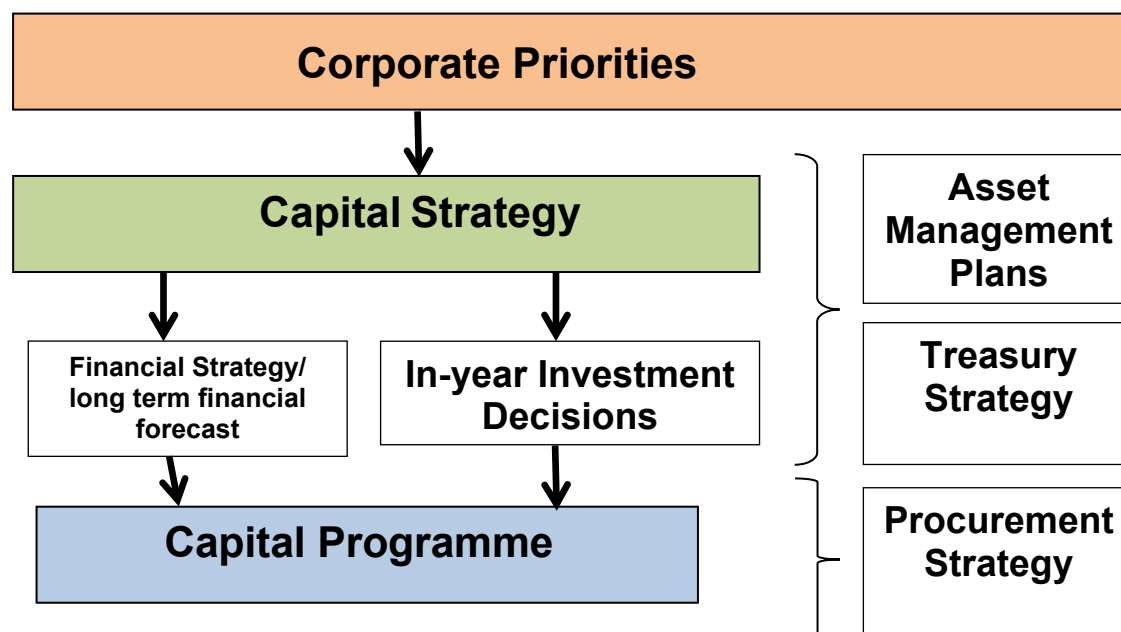 Corporate Priorities
Capital Strategy
Asset
Management
Plans
Financial Strategy/
long term financial
forecast
In-year Investment
Decisions
Treasury
Strategy
Capital Programme
Procurement
Strategy